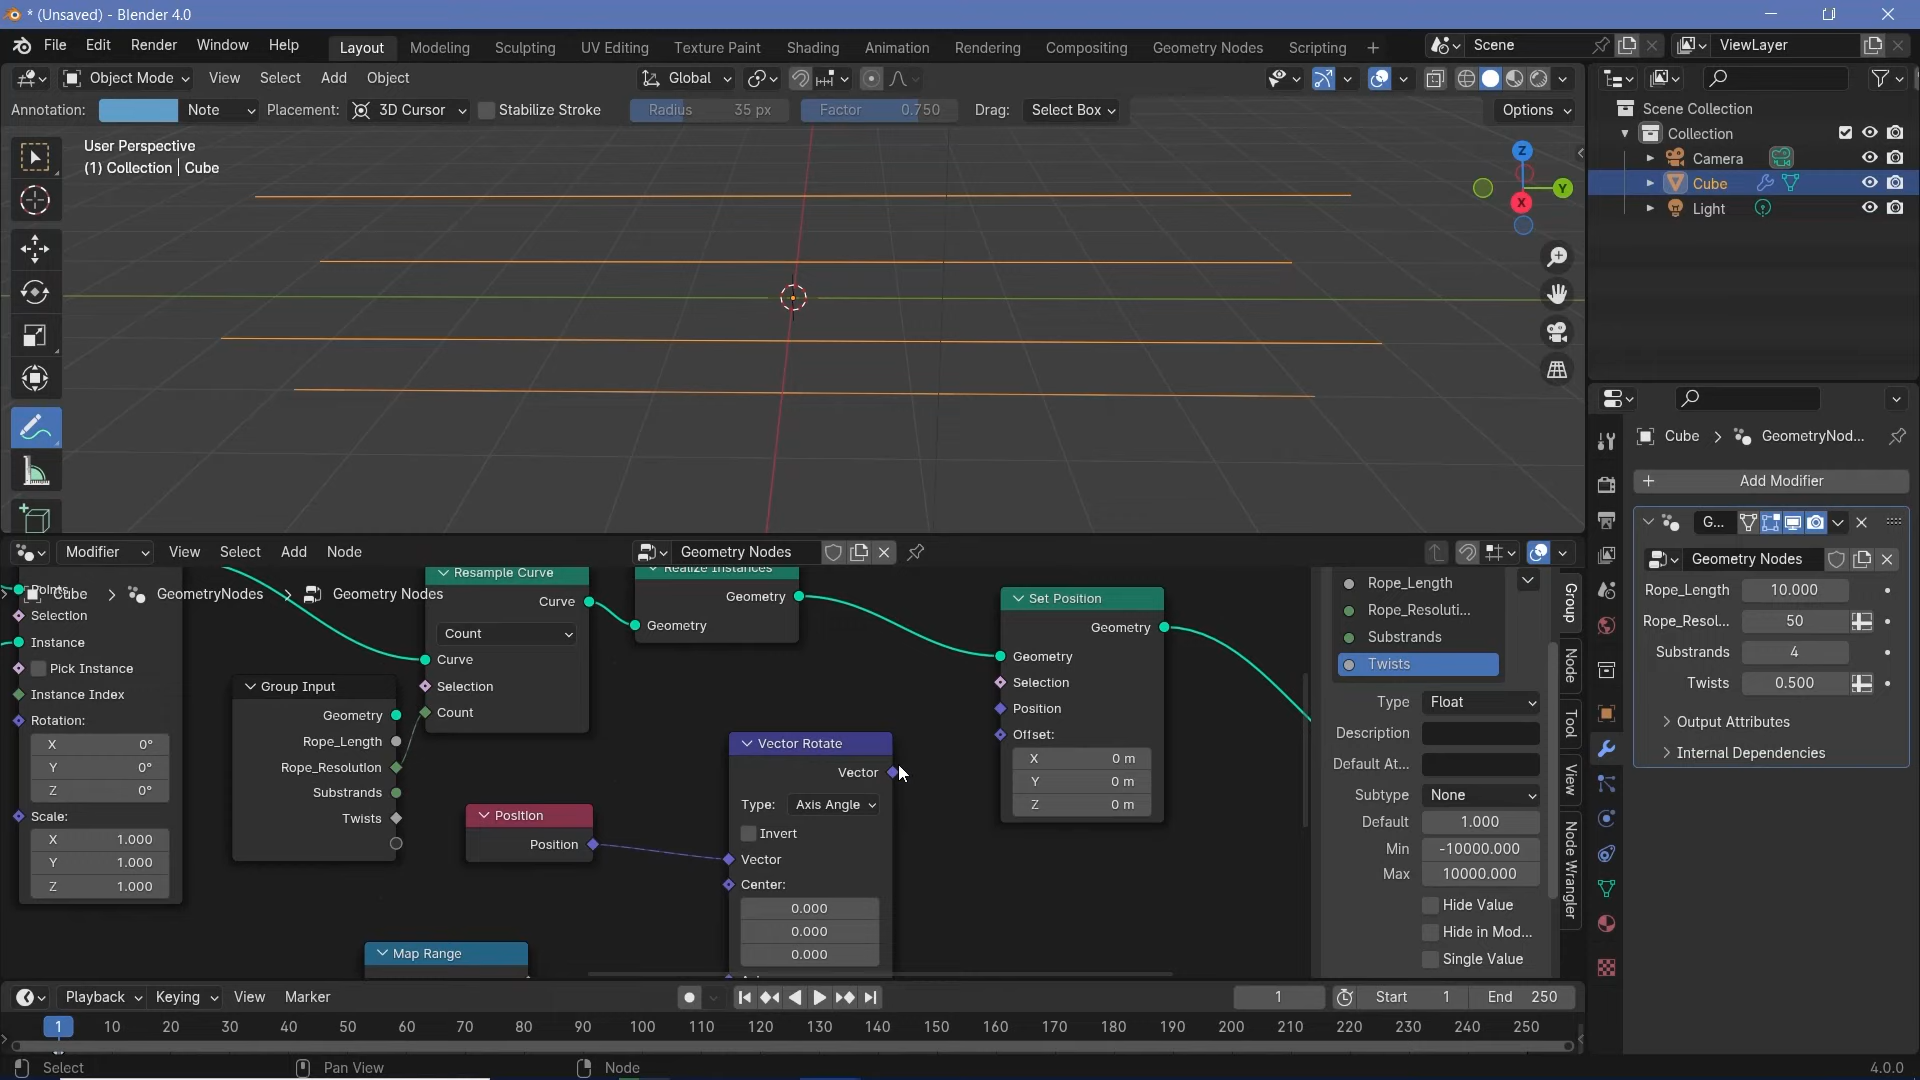 * (Unsaved) - Blender 4.0
File Edit Render Window Help
Layout Modeling Sculpting UV Editing Texture Paint Shading Animation Rendering Compositing Geometry Nodes Scripting +
Scene
ViewLayer
Object Mode View Select Add Object
Global
Annotation: Note Placement: 3D Cursor Stabilize Stroke Radius 35 px Factor 0.750 Drag: Select Box
Options
User Perspective
(1) Collection | Cube
Z
Y
X
Scene Collection
Collection
Camera
Cube
Light
Cube > GeometryNod...
+ Add Modifier
G...
Geometry Nodes
Rope_Length 10.000
Rope_Resol... 50
Substrands 4
Twists 0.500
Output Attributes
Internal Dependencies
Modifier View Select Add Node
Geometry Nodes
Cube > GeometryNodes > Geometry Nodes
Points
Selection
Instance
Pick Instance
Instance Index
Rotation:
X 0°
Y 0°
Z 0°
Scale:
X 1.000
Y 1.000
Z 1.000
Group Input
Geometry
Rope_Length
Rope_Resolution
Substrands
Twists
Resample Curve
Curve
Count
Curve
Selection
Count
Position
Position
Map Range
Realize Instances
Geometry
Geometry
Vector Rotate
Vector
Type: Axis Angle
Invert
Vector
Center:
0.000
0.000
0.000
Set Position
Geometry
Geometry
Selection
Position
Offset:
X 0 m
Y 0 m
Z 0 m
Rope_Length
Rope_Resoluti...
Substrands
Twists
Type Float
Description
Default At...
Subtype None
Default 1.000
Min -10000.000
Max 10000.000
Hide Value
Hide in Mod...
Single Value
Group
Node
Tool
View
Node Wrangler
Playback Keying View Marker
1
Start 1
End 250
1 10 20 30 40 50 60 70 80 90 100 110 120 130 140 150 160 170 180 190 200 210 220 230 240 250
Select
Pan View
Node
4.0.0